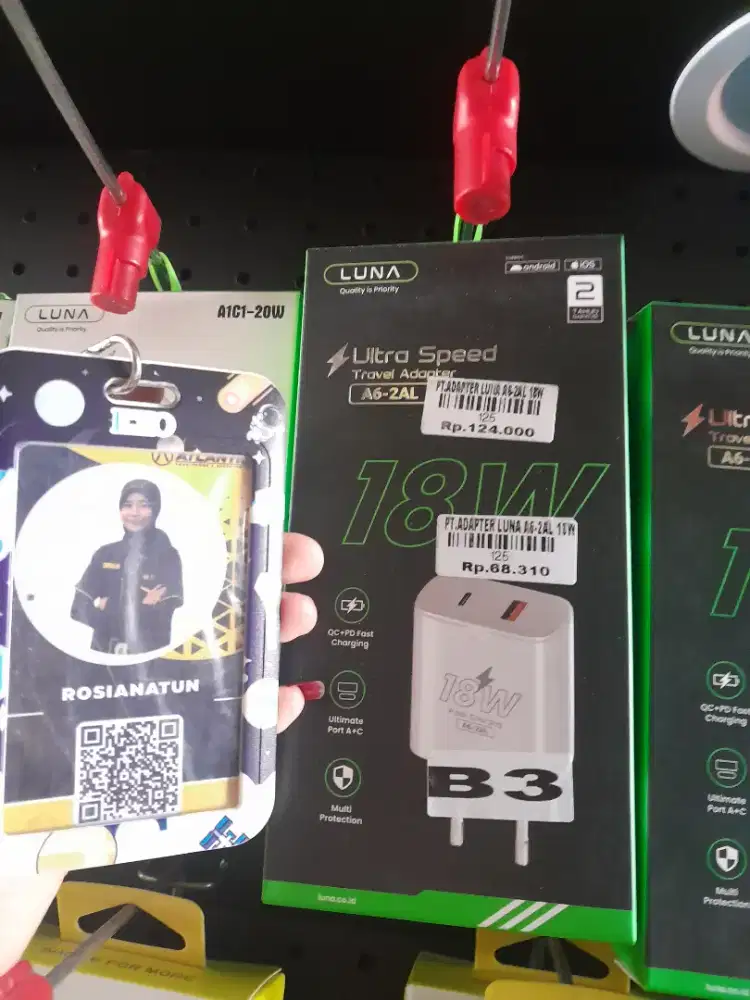 LUNA
Quality is Priority
A1C1-20W
ROSIANATUN
LUNA
Quality is Priority
android
iOS
2
TAHUN
Ultra Speed
Travel Adapter
A6-2AL
PT.ADAPTER LUNA A6-2AL 18W
125
Rp.124.000
18W
PT.ADAPTER LUNA A6-2AL 18W
125
Rp.68.310
QC+PD Fast
Charging
Ultimate
Port A+C
Multi
Protection
18W
A6-2AL
B3
luna.co.id
LUNA
Quality is Priority
QC+PD Fast
Charging
Ultimate
Port A+C
Multi
Protection